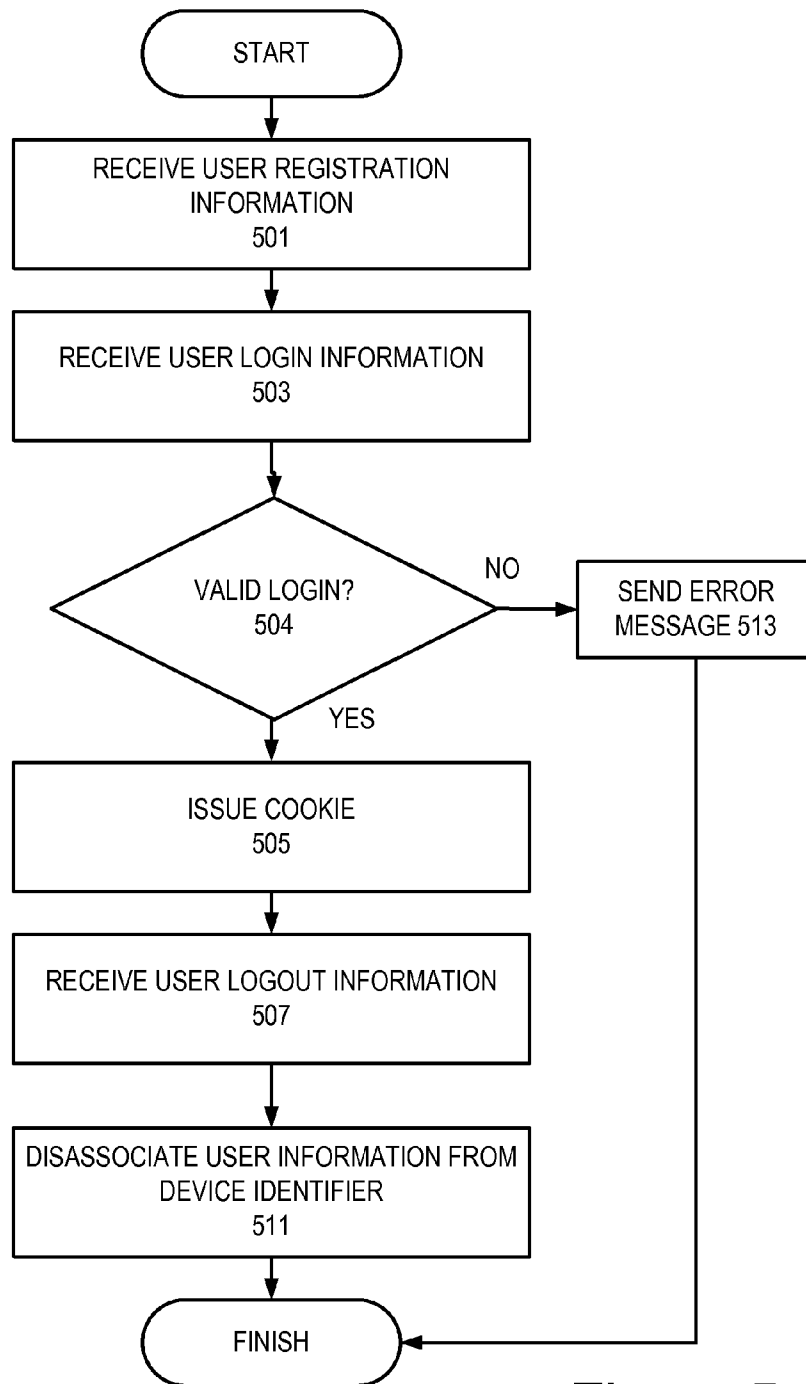 START
RECEIVE USER REGISTRATION
INFORMATION
501
RECEIVE USER LOGIN INFORMATION
503
VALID LOGIN?
504
NO
SEND ERROR
MESSAGE 513
YES
ISSUE COOKIE
505
RECEIVE USER LOGOUT INFORMATION
507
DISASSOCIATE USER INFORMATION FROM
DEVICE IDENTIFIER
511
FINISH